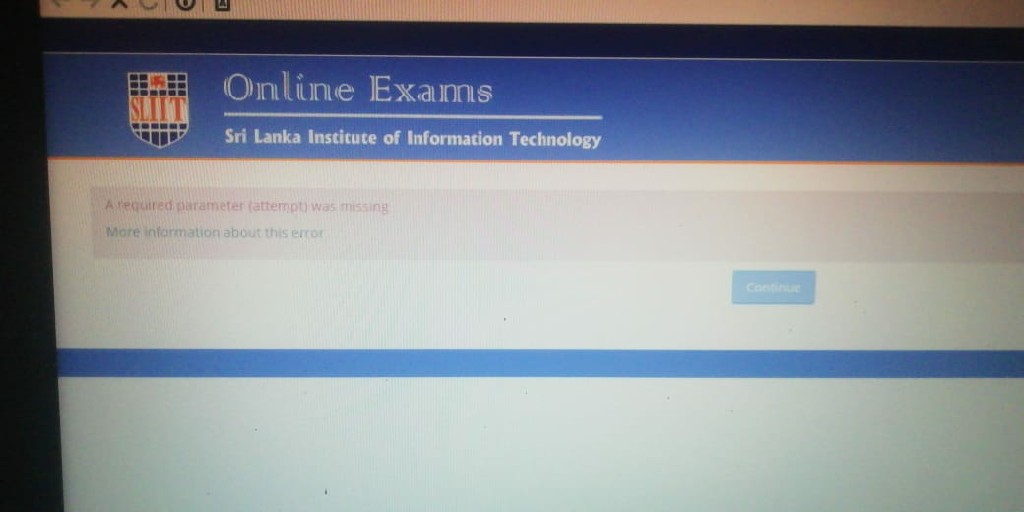 Online Exams
SLIIT
Sri Lanka Institute of Information Technology
A required parameter (attempt) was missing
More information about this error
Continue